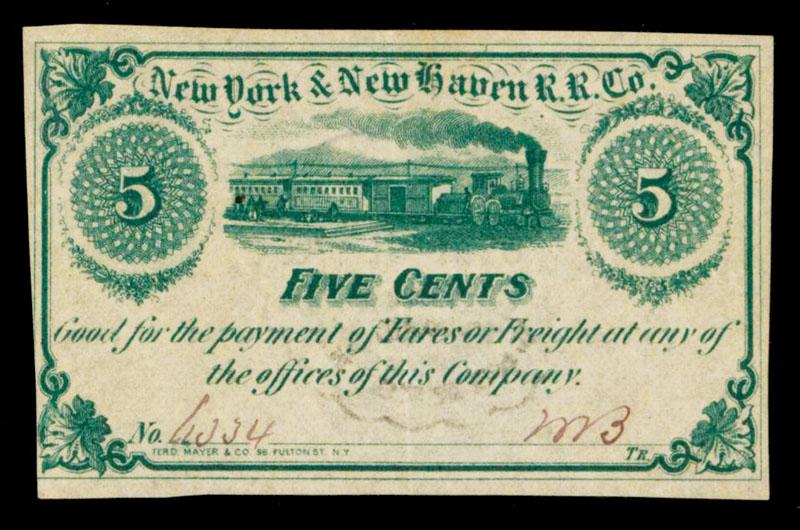 New York & New Haven R.R. Co.
5 5
FIVE CENTS
Good for the payment of Fares or Freight at any of
the offices of this Company.
No. 4334
TR.
FERD. MAYER & CO. 96 FULTON ST. N.Y.